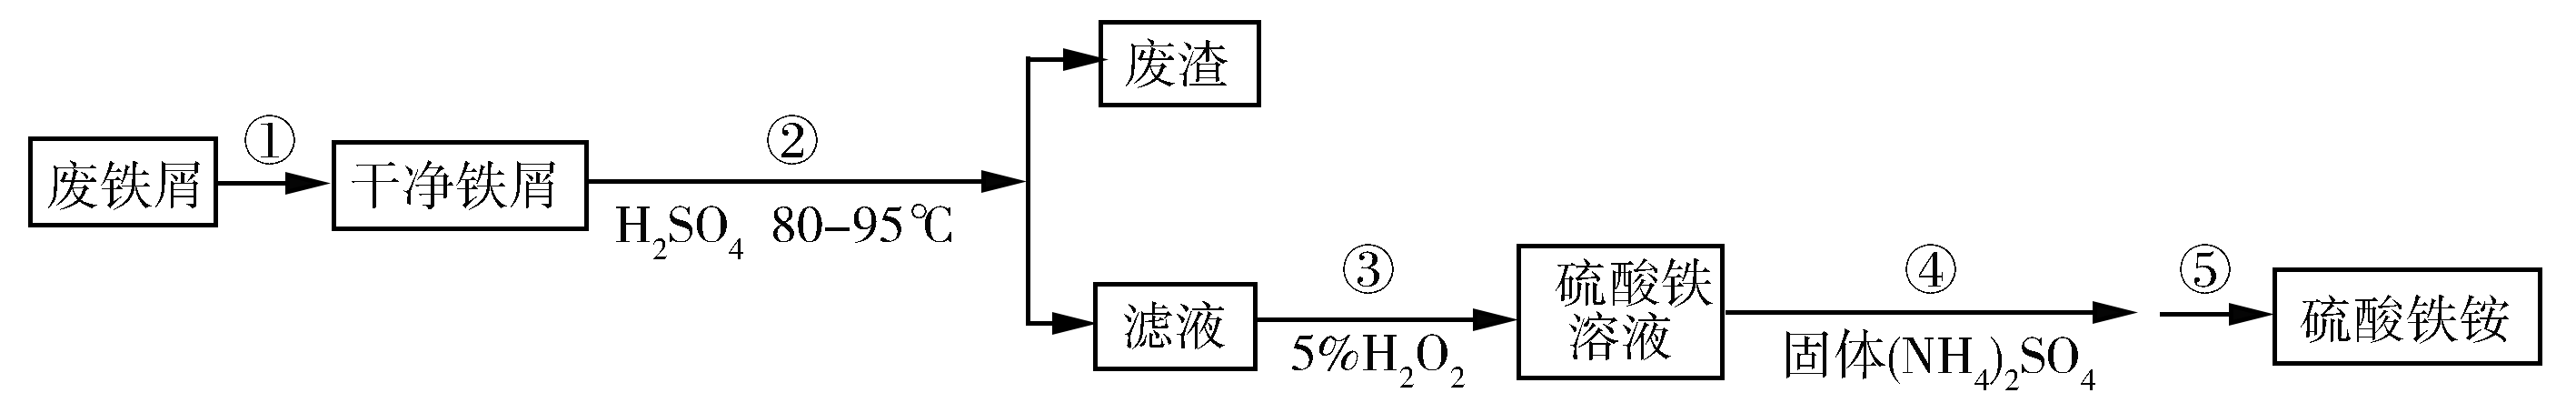 废渣
废铁屑
①
干净铁屑
②
H₂SO₄ 80-95℃
滤液
③
5%H₂O₂
硫酸铁
溶液
④
固体(NH₄)₂SO₄
⑤
硫酸铁铵